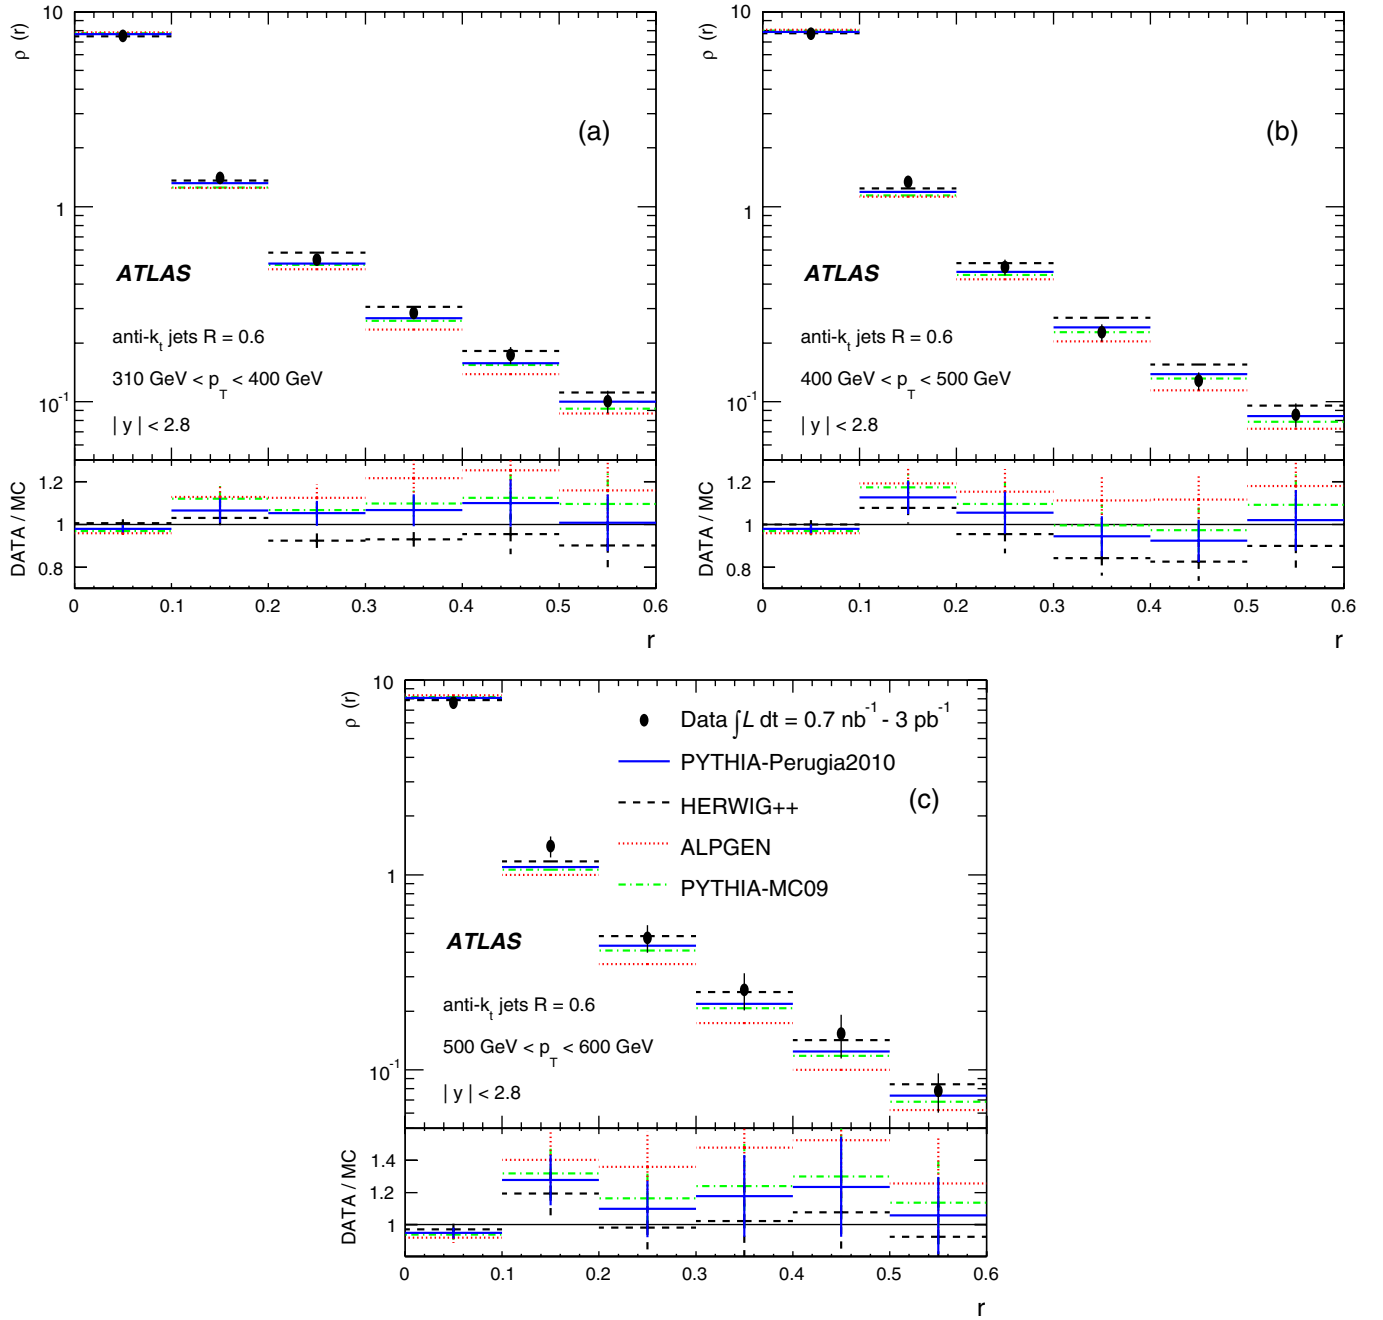 ρ (r)
10
1
10-1
(a)
ATLAS
anti-kt jets R = 0.6
310 GeV < pT < 400 GeV
| y | < 2.8
DATA / MC
1.2
1
0.8
0 0.1 0.2 0.3 0.4 0.5 0.6
r
ρ (r)
10
1
10-1
(b)
ATLAS
anti-kt jets R = 0.6
400 GeV < pT < 500 GeV
| y | < 2.8
DATA / MC
1.2
1
0.8
0 0.1 0.2 0.3 0.4 0.5 0.6
r
ρ (r)
10
1
10-1
Data ∫L dt = 0.7 nb-1 - 3 pb-1
PYTHIA-Perugia2010
HERWIG++
(c)
ALPGEN
PYTHIA-MC09
ATLAS
anti-kt jets R = 0.6
500 GeV < pT < 600 GeV
| y | < 2.8
DATA / MC
1.4
1.2
1
0 0.1 0.2 0.3 0.4 0.5 0.6
r